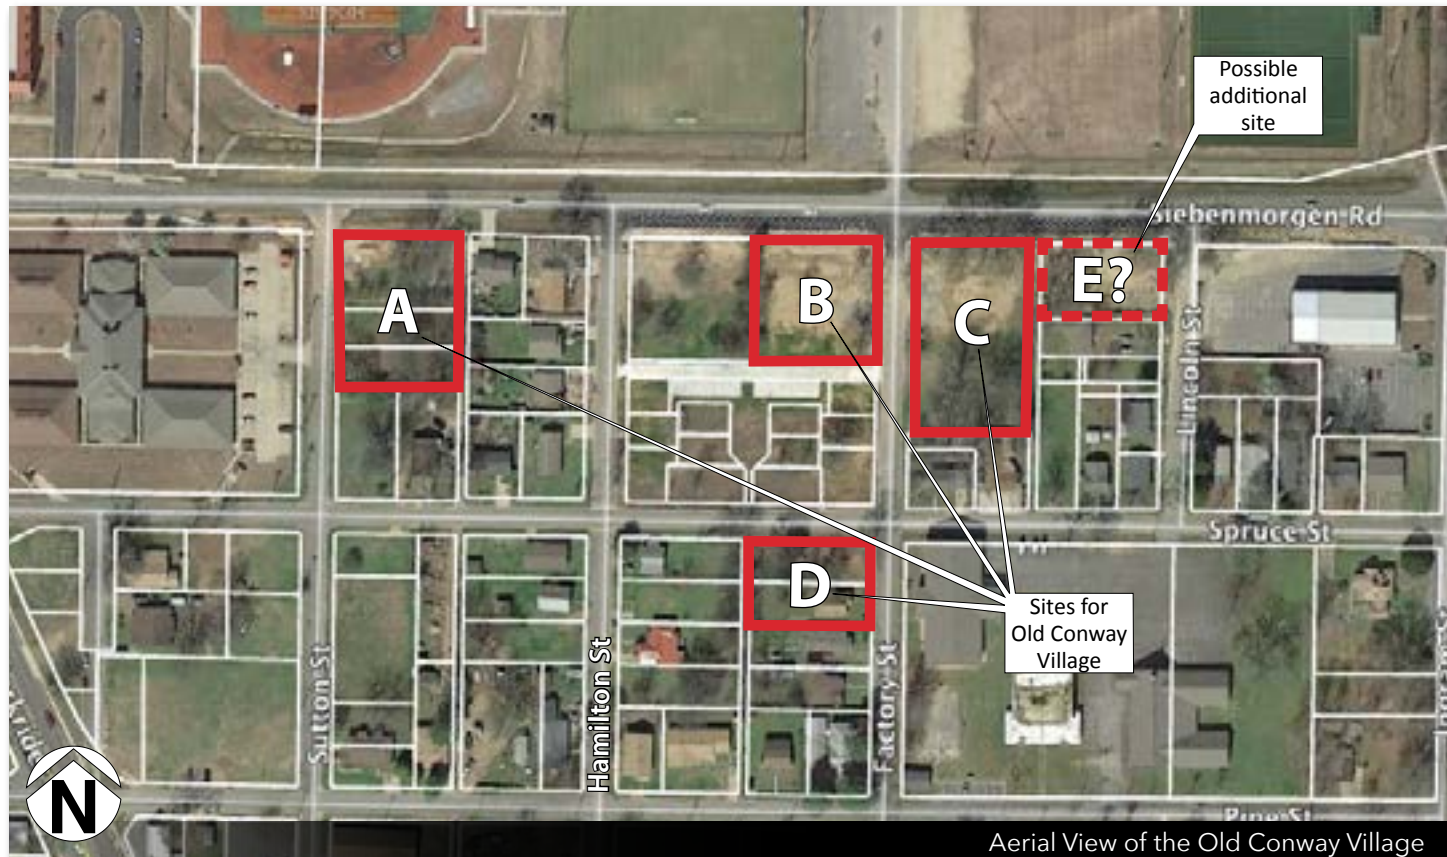 Possible
additional
site
Siebenmorgen Rd
A
B
C
E?
Lincoln St
Spruce St
D
Sites for
Old Conway
Village
Sutton St
Hamilton St
Factory St
Pine St
N
Aerial View of the Old Conway Village